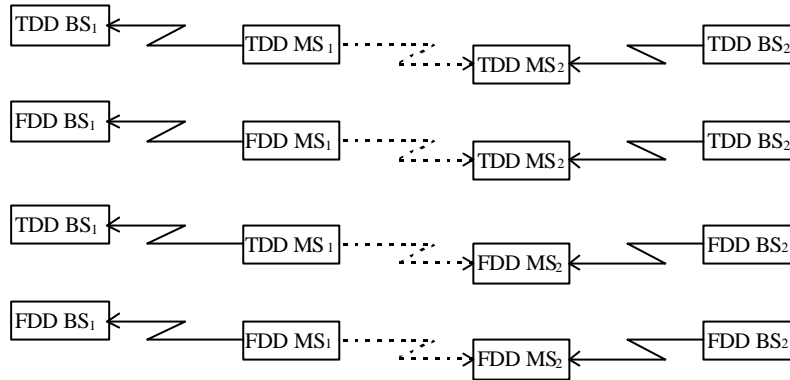 TDD BS₁ TDD MS₁ TDD MS₂ TDD BS₂
FDD BS₁ FDD MS₁ TDD MS₂ TDD BS₂
TDD BS₁ TDD MS₁ FDD MS₂ FDD BS₂
FDD BS₁ FDD MS₁ FDD MS₂ FDD BS₂